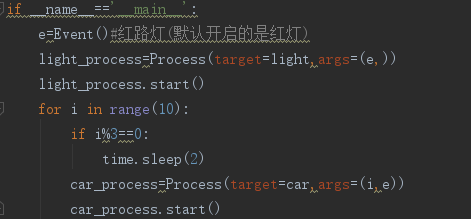 if __name__=='__main__':
    e=Event()#红路灯(默认开启的是红灯)
    light_process=Process(target=light,args=(e,))
    light_process.start()
    for i in range(10):
        if i%3==0:
            time.sleep(2)
        car_process=Process(target=car,args=(i,e))
        car_process.start()